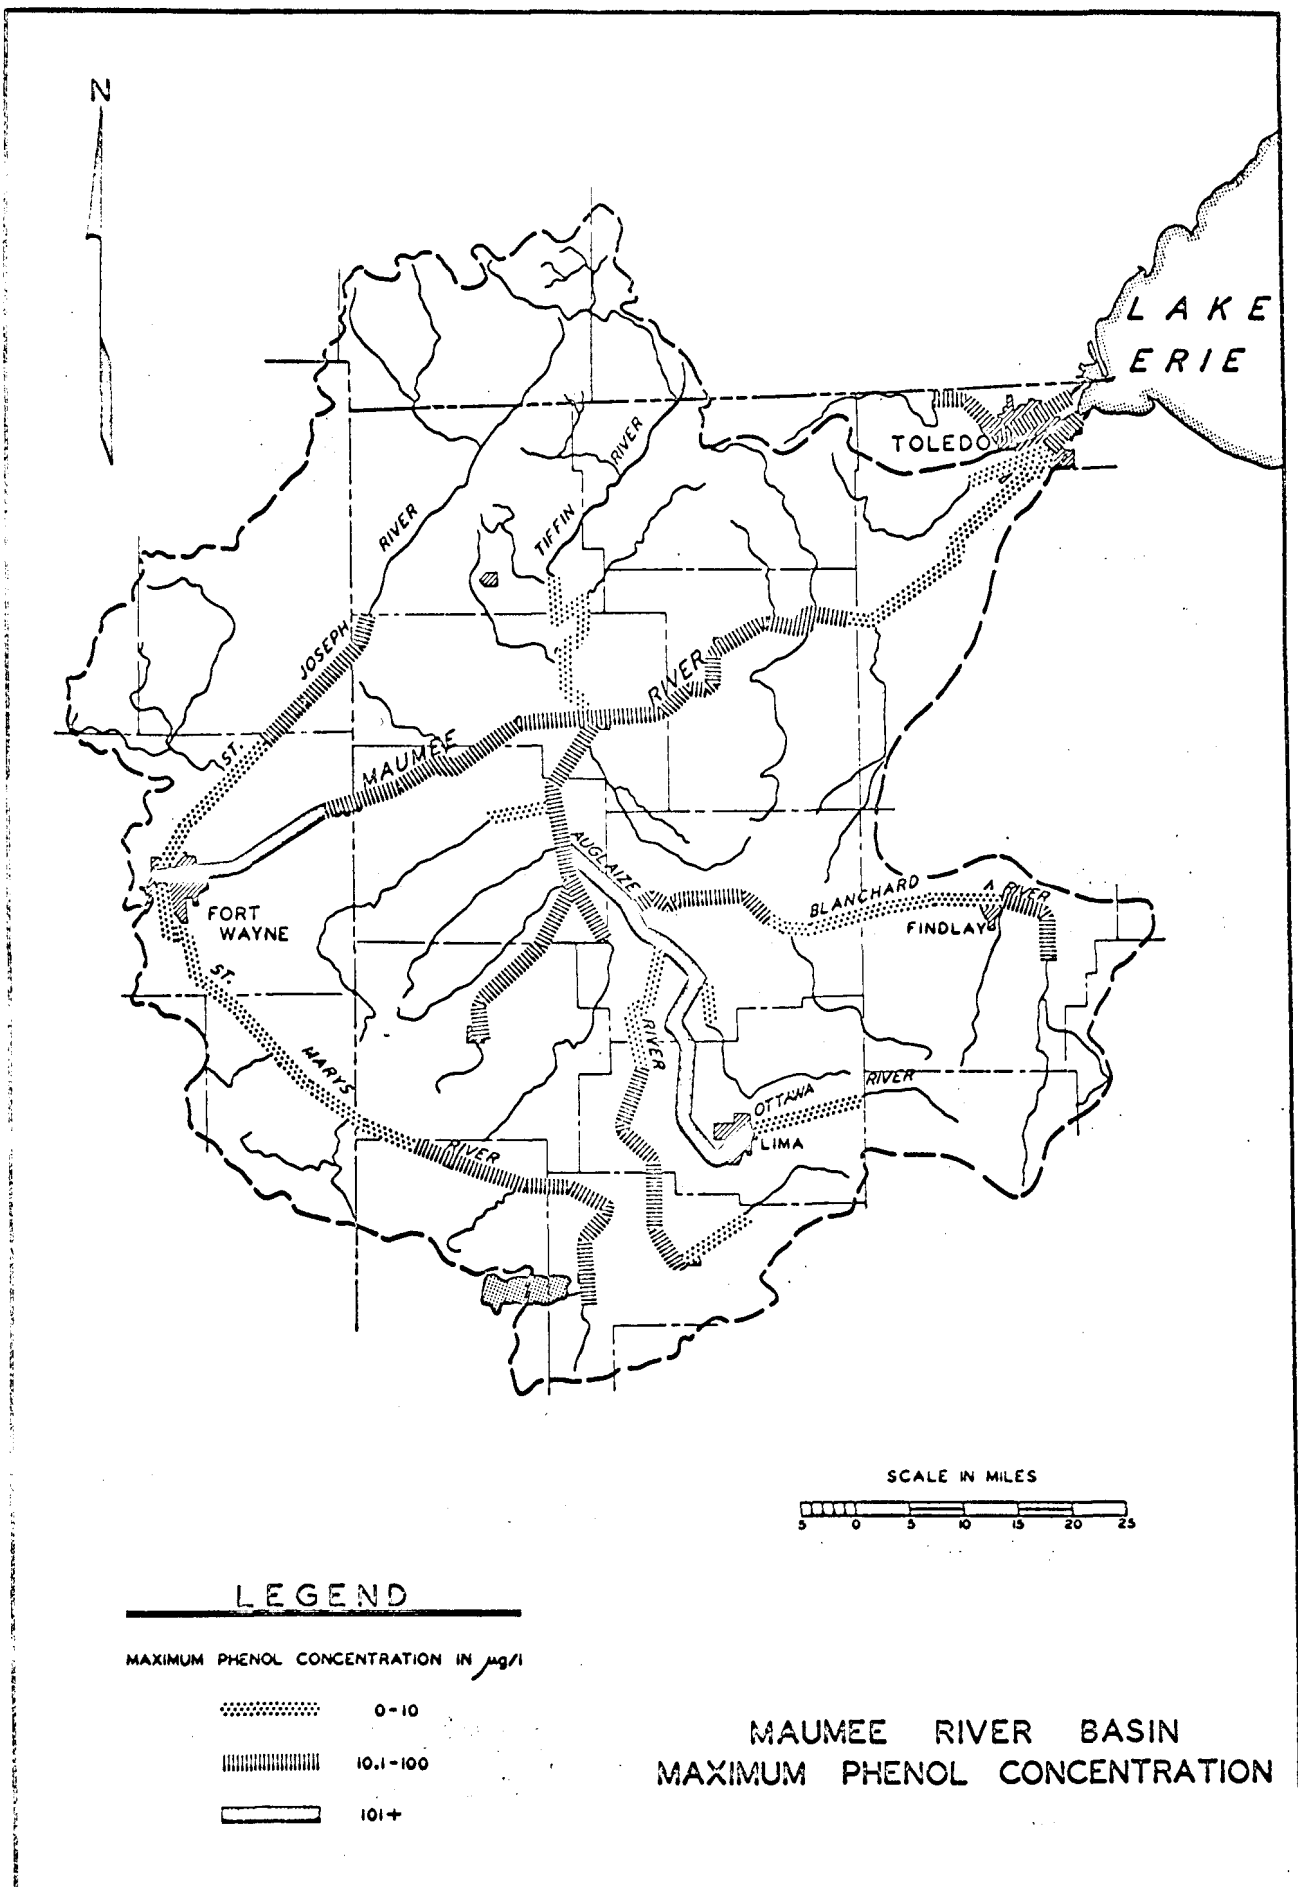 N
LAKE
ERIE
TOLEDO
RIVER
TIFFIN
RIVER
JOSEPH
ST.
RIVER
MAUMEE
FORT
WAYNE
AUGLAIZE
BLANCHARD
RIVER
FINDLAY
ST.
MARYS
RIVER
RIVER
OTTAWA
RIVER
LIMA
SCALE IN MILES
5 0 5 10 15 20 25
LEGEND
MAXIMUM PHENOL CONCENTRATION IN µg/l
0-10
10.1-100
101+
MAUMEE RIVER BASIN
MAXIMUM PHENOL CONCENTRATION